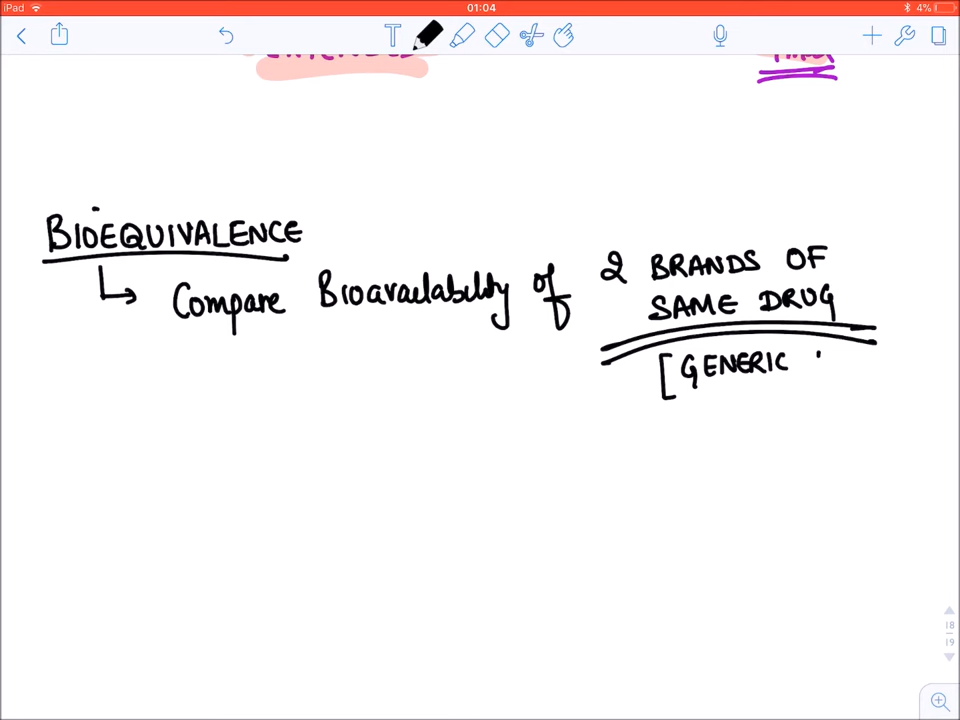 iPad 01:04 4%
T
BIOEQUIVALENCE
Compare Bioavailability of 2 BRANDS OF
SAME DRUG
[GENERIC
18
19